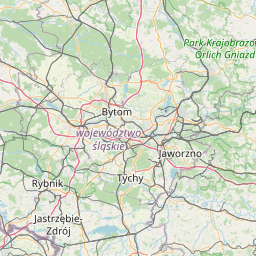 Park Krajobrazo
Orlich Gniazd
Bytom
województwo
śląskie
Jaworzno
Tychy
Rybnik
Jastrzębie-
Zdrój